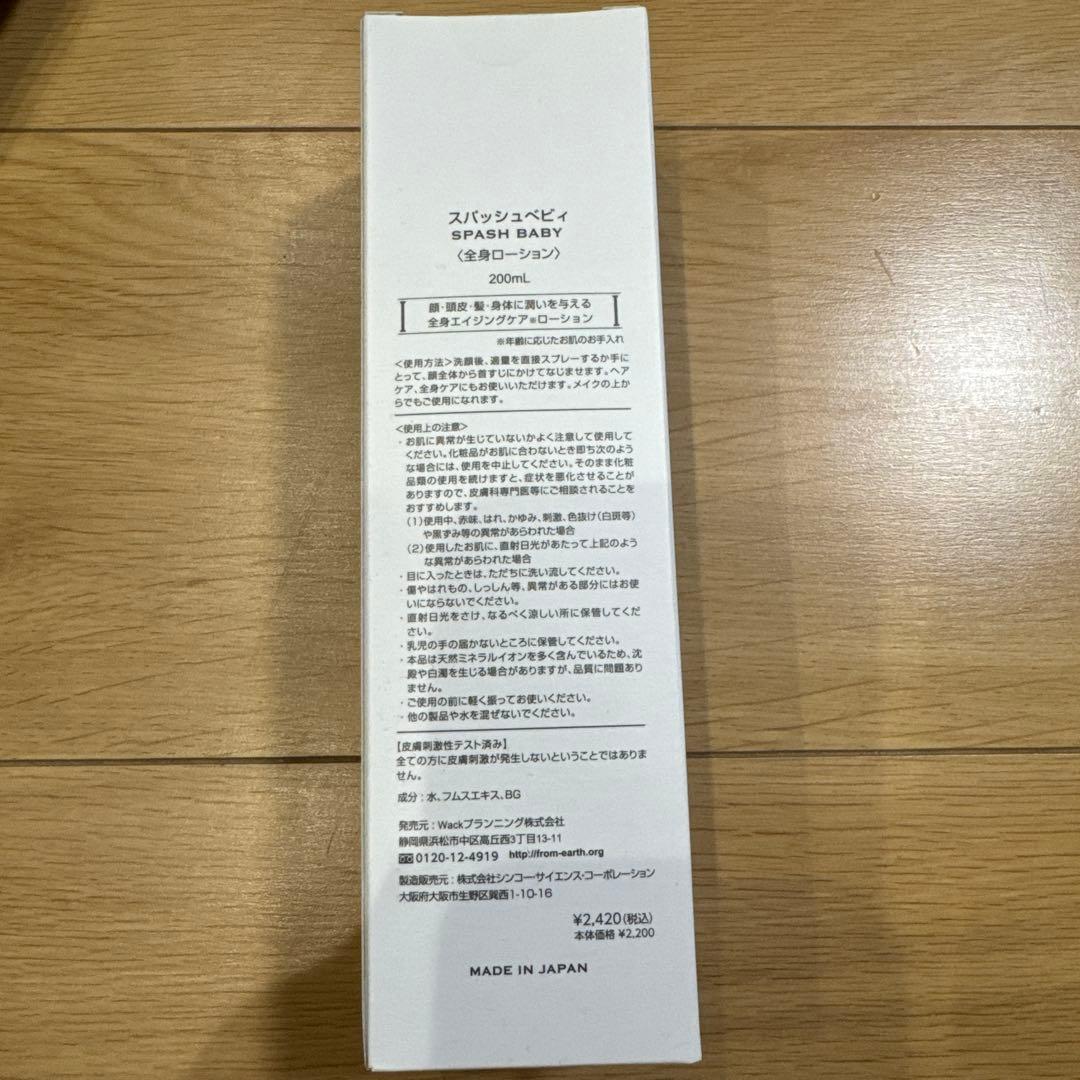 スパッシュベビィ
SPASH BABY
〈全身ローション〉
200mL
顔・頭皮・髪・身体に潤いを与える
全身エイジングケア※ローション
※年齢に応じたお肌のお手入れ
＜使用方法＞洗顔後、適量を直接スプレーするか手に
とって、顔全体から首すじにかけてなじませます。ヘア
ケア、全身ケアにもお使いいただけます。メイクの上か
らでもご使用になれます。
＜使用上の注意＞
・お肌に異常が生じていないかよく注意して使用して
ください。化粧品がお肌に合わないとき即ち次のよう
な場合には、使用を中止してください。そのまま化粧
品類の使用を続けますと、症状を悪化させることが
ありますので、皮膚科専門医等にご相談されることを
おすすめします。
（1）使用中、赤味、はれ、かゆみ、刺激、色抜け（白斑等）
や黒ずみ等の異常があらわれた場合
（2）使用したお肌に、直射日光があたって上記のよう
な異常があらわれた場合
・目に入ったときは、ただちに洗い流してください。
・傷やはれもの、しっしん等、異常がある部分にはお使
いにならないでください。
・直射日光をさけ、なるべく涼しい所に保管してくだ
さい。
・乳児の手の届かないところに保管してください。
・本品は天然ミネラルイオンを多く含んでいるため、沈
殿や白濁を生じる場合がありますが、品質に問題あり
ません。
・ご使用の前に軽く振ってお使いください。
・他の製品や水を混ぜないでください。
【皮膚刺激性テスト済み】
全ての方に皮膚刺激が発生しないということではありま
せん。
成分：水、フムスエキス、BG
発売元：Wackプランニング株式会社
静岡県浜松市中区高丘西3丁目13-11
0120-12-4919 http://from-earth.org
製造販売元：株式会社シンコー・サイエンス・コーポレーション
大阪府大阪市生野区巽西1-10-16
¥2,420(税込)
本体価格 ¥2,200
MADE IN JAPAN